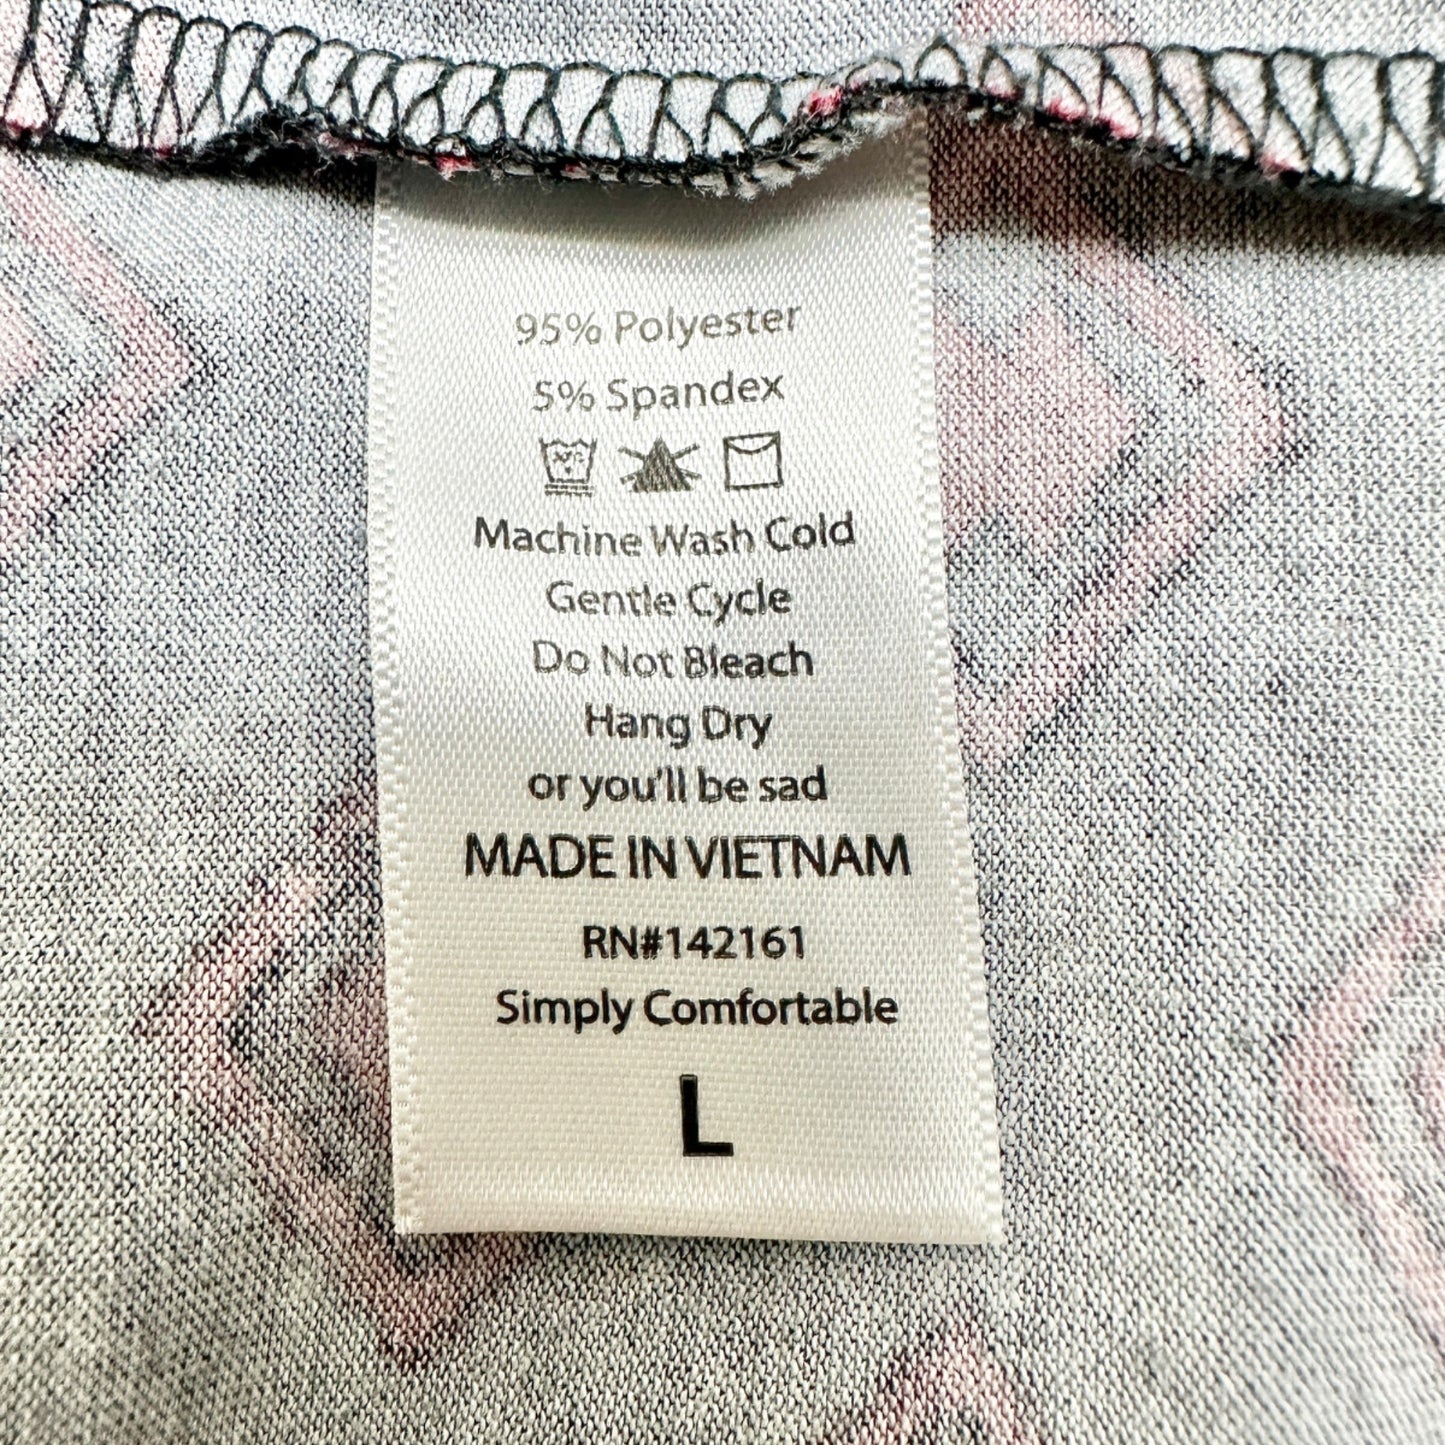 95% Polyester
5% Spandex
Machine Wash Cold
Gentle Cycle
Do Not Bleach
Hang Dry
or you'll be sad
MADE IN VIETNAM
RN#142161
Simply Comfortable
L